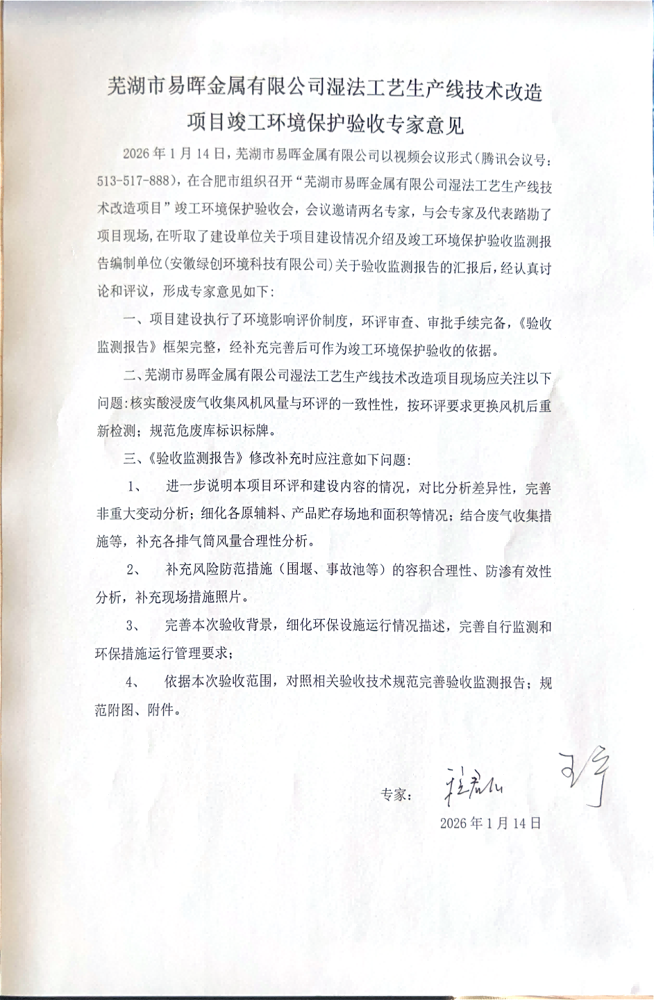 芜湖市易晖金属有限公司湿法工艺生产线技术改造
项目竣工环境保护验收专家意见
2026年1月14日,芜湖市易晖金属有限公司以视频会议形式(腾讯会议号:
513-517-888),在合肥市组织召开“芜湖市易晖金属有限公司湿法工艺生产线技
术改造项目”竣工环境保护验收会,会议邀请两名专家,与会专家及代表踏勘了
项目现场,在听取了建设单位关于项目建设情况介绍及竣工环境保护验收监测报
告编制单位(安徽绿创环境科技有限公司)关于验收监测报告的汇报后,经认真讨
论和评议,形成专家意见如下:
一、项目建设执行了环境影响评价制度,环评审查、审批手续完备,《验收
监测报告》框架完整,经补充完善后可作为竣工环境保护验收的依据。
二、芜湖市易晖金属有限公司湿法工艺生产线技术改造项目现场应关注以下
问题:核实酸浸废气收集风机风量与环评的一致性性,按环评要求更换风机后重
新检测;规范危废库标识标牌。
三、《验收监测报告》修改补充时应注意如下问题:
1、 进一步说明本项目环评和建设内容的情况,对比分析差异性,完善
非重大变动分析;细化各原辅料、产品贮存场地和面积等情况;结合废气收集措
施等,补充各排气筒风量合理性分析。
2、 补充风险防范措施(围堰、事故池等)的容积合理性、防渗有效性
分析,补充现场措施照片。
3、 完善本次验收背景,细化环保设施运行情况描述,完善自行监测和
环保措施运行管理要求;
4、 依据本次验收范围,对照相关验收技术规范完善验收监测报告;规
范附图、附件。
专家:
2026年1月14日